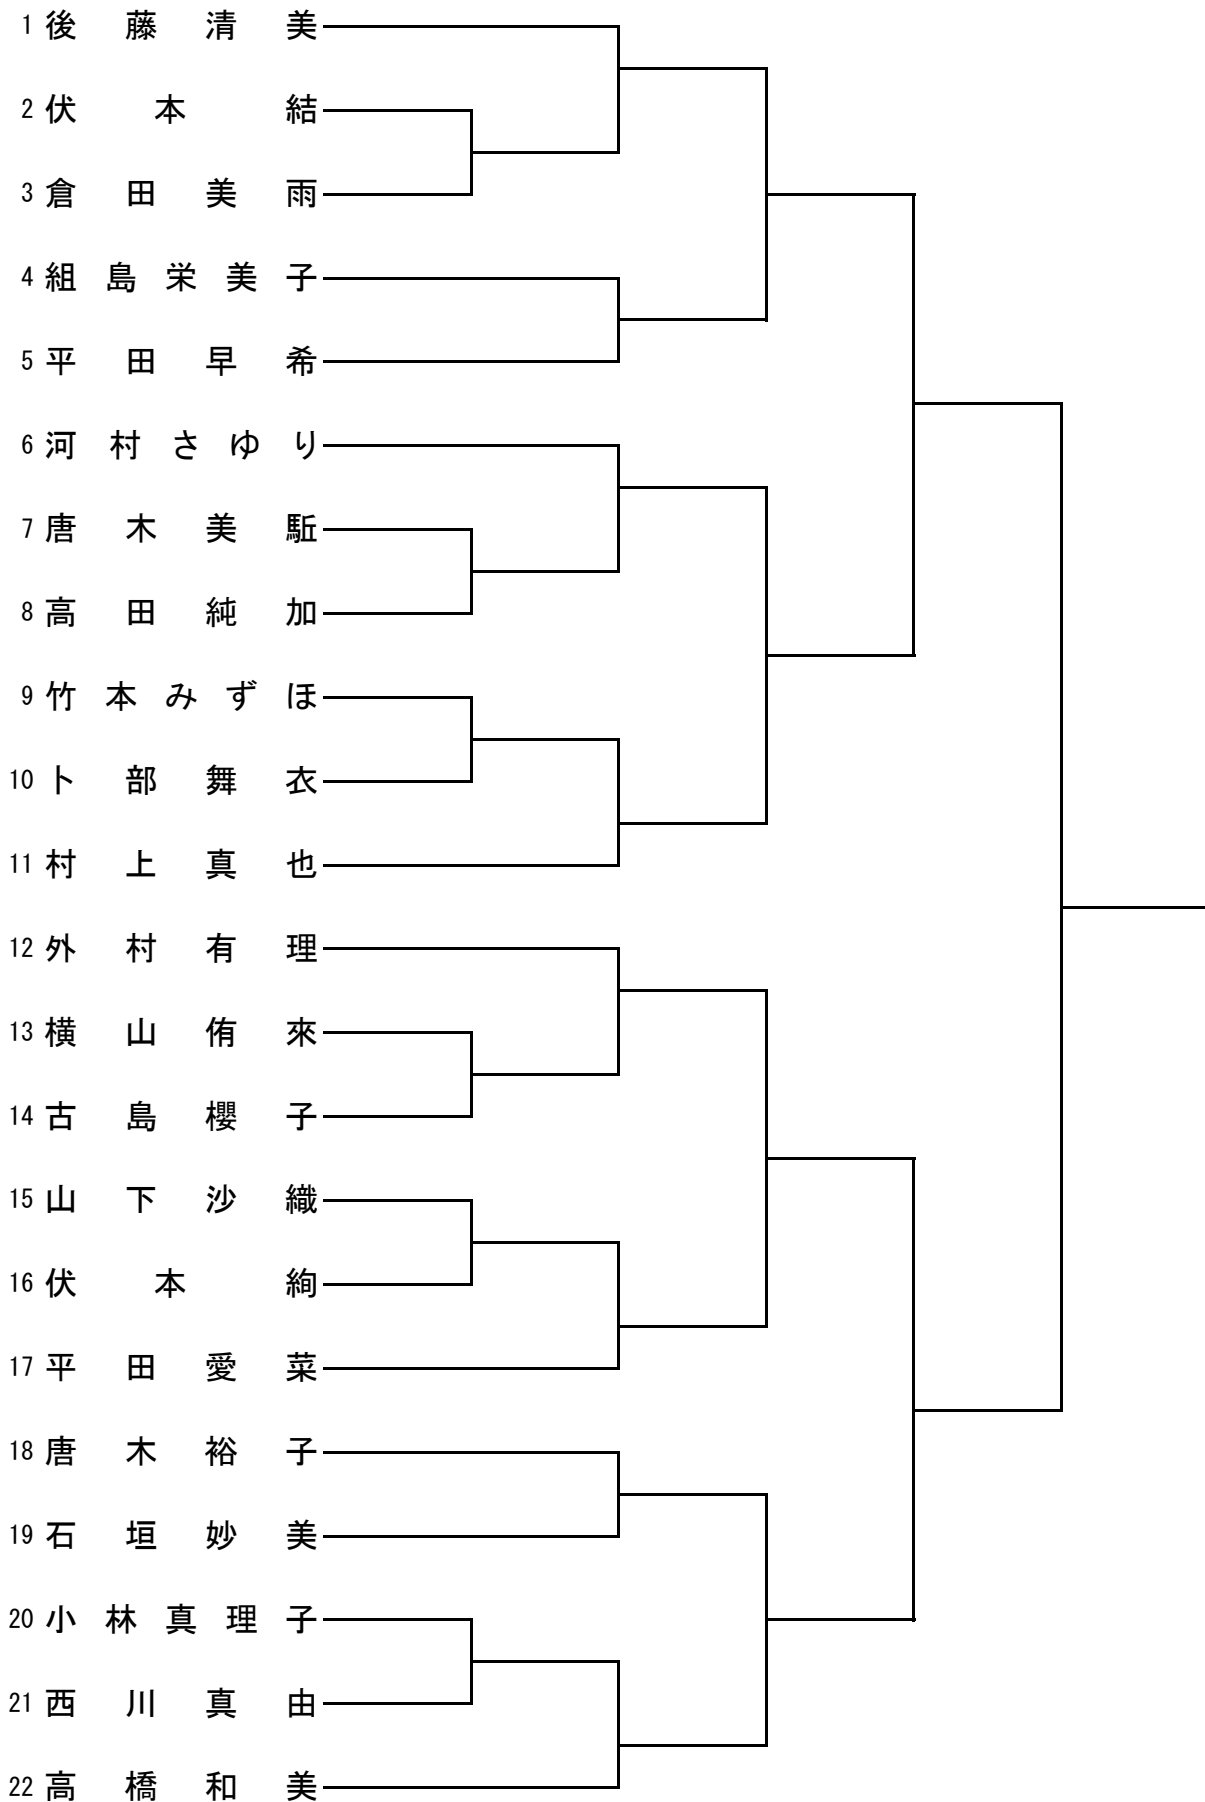 1 後藤清美
2 伏本結
3 倉田美雨
4 組島栄美子
5 平田早希
6 河村さゆり
7 唐木美駈
8 高田純加
9 竹本みずほ
10 卜部舞衣
11 村上真也
12 外村有理
13 横山侑來
14 古島櫻子
15 山下沙織
16 伏本絢
17 平田愛菜
18 唐木裕子
19 石垣妙美
20 小林真理子
21 西川真由
22 高橋和美